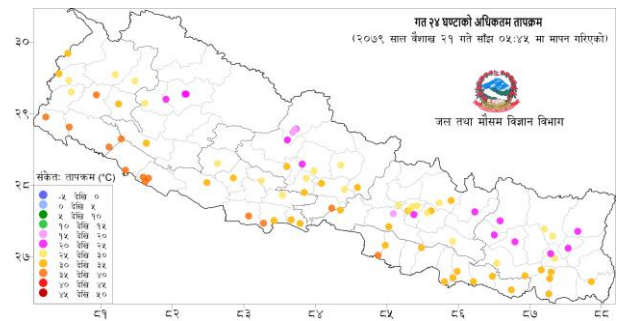 गत २४ घण्टाको अधिकतम तापक्रम
(२०७९ साल वैशाख २१ गते साँझ ०५:४५ मा मापन गरिएको)
जल तथा मौसम विज्ञान विभाग
३०
२९
२८
२७
संकेतः तापक्रम (°C)
-५ देखि ०
० देखि ५
५ देखि १०
१० देखि १५
१५ देखि २०
२० देखि २५
२५ देखि ३०
३० देखि ३५
३५ देखि ४०
४० देखि ४५
४५ देखि ५०
८१ ८२ ८३ ८४ ८५ ८६ ८७ ८८